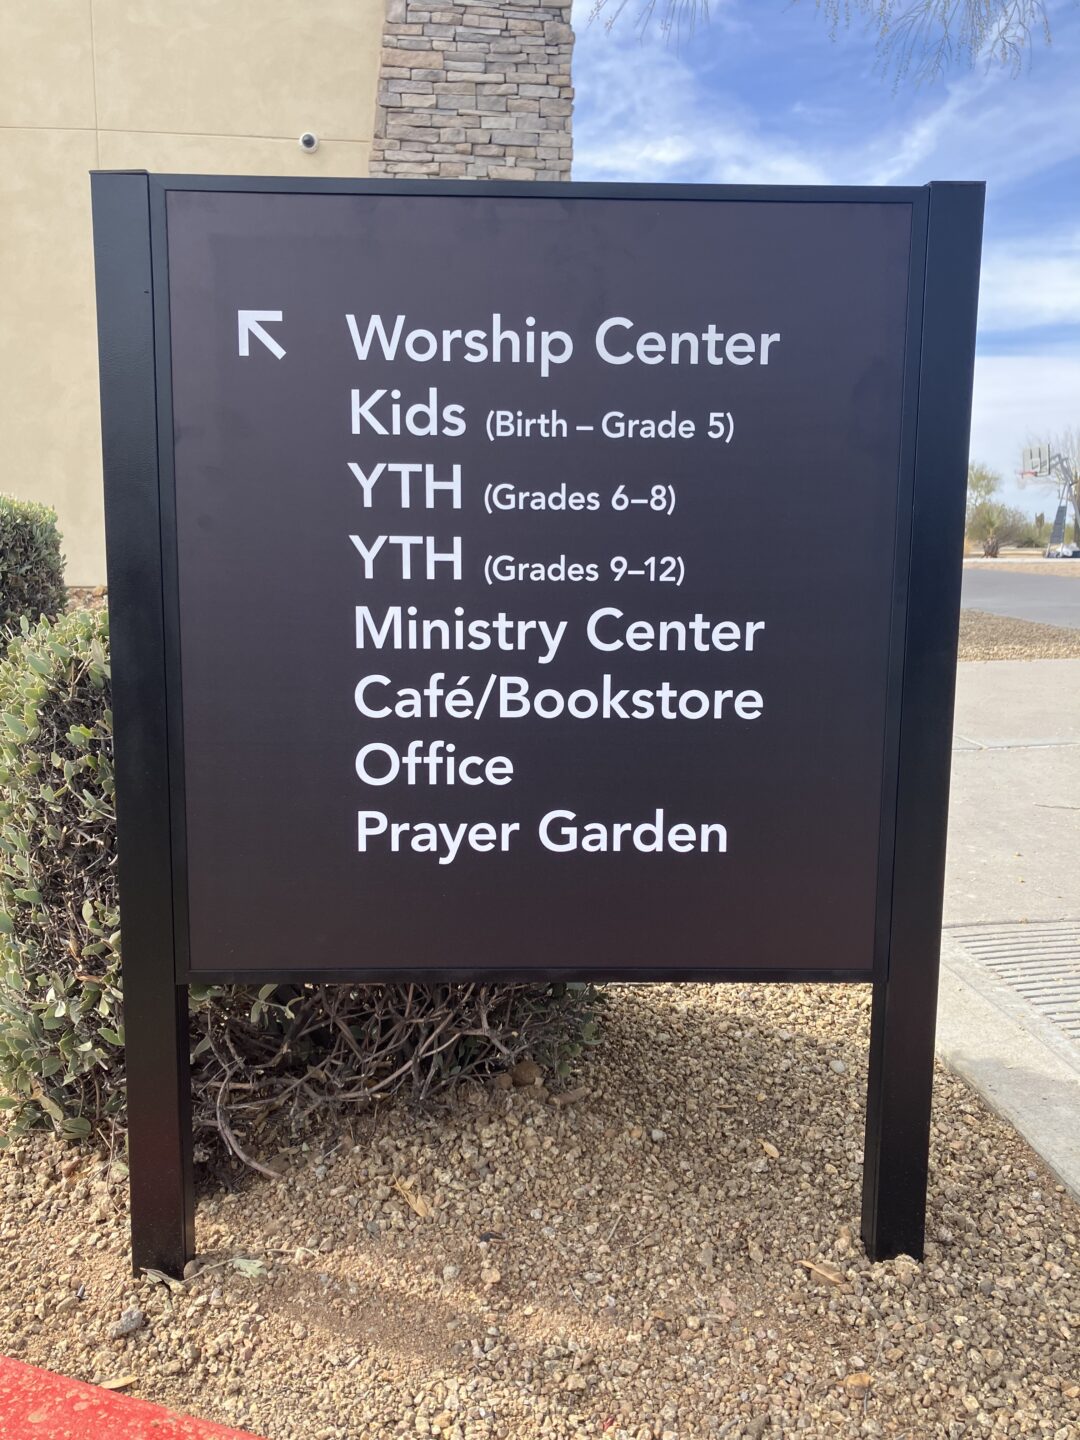 Worship Center
Kids (Birth – Grade 5)
YTH (Grades 6–8)
YTH (Grades 9–12)
Ministry Center
Café/Bookstore
Office
Prayer Garden